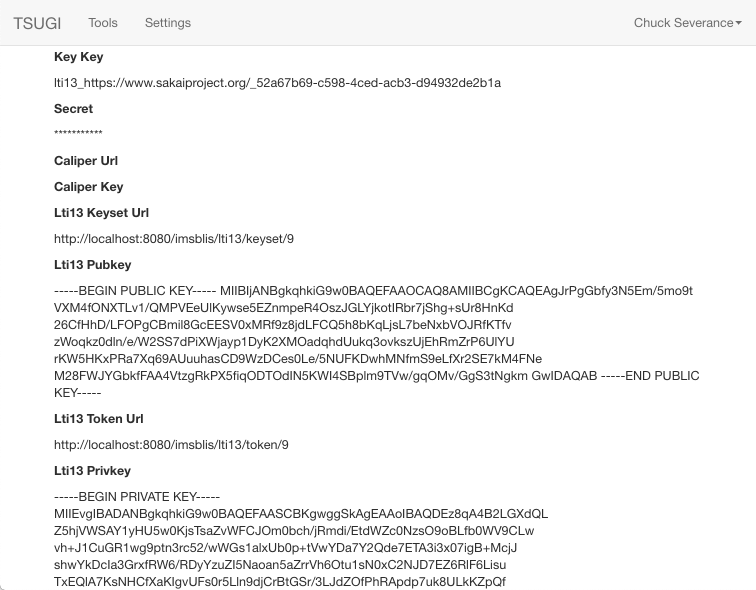 TSUGI Tools Settings Chuck Severance
Key Key
lti13_https://www.sakaiproject.org/_52a67b69-c598-4ced-acb3-d94932de2b1a
Secret
***********
Caliper Url
Caliper Key
Lti13 Keyset Url
http://localhost:8080/imsblis/lti13/keyset/9
Lti13 Pubkey
-----BEGIN PUBLIC KEY----- MIIBIjANBgkqhkiG9w0BAQEFAAOCAQ8AMIIBCgKCAQEAgJrPgGbfy3N5Em/5mo9t
VXM4fONXTLv1/QMPVEeUlKywse5EZnmpeR4OszJGLYjkotIRbr7jShg+sUr8HnKd
26CfHhD/LFOPgCBmil8GcEESV0xMRf9z8jdLFCQ5h8bKqLjsL7beNxbVOJRfKTfv
zWoqkz0dln/e/W2SS7dPiXWjayp1DyK2XMOadqhdUukq3ovkszUjEhRmZrP6UlYU
rKW5HKxPRa7Xq69AUuuhasCD9WzDCes0Le/5NUFKDwhMNfmS9eLfXr2SE7kM4FNe
M28FWJYGbkfFAA4VtzgRkPX5fiqODTOdIN5KWI4SBplm9TVw/gqOMv/GgS3tNgkm GwIDAQAB -----END PUBLIC
KEY-----
Lti13 Token Url
http://localhost:8080/imsblis/lti13/token/9
Lti13 Privkey
-----BEGIN PRIVATE KEY-----
MIIEvgIBADANBgkqhkiG9w0BAQEFAASCBKgwggSkAgEAAoIBAQDEz8qA4B2LGXdQL
Z5hjVWSAY1yHU5w0KjsTsaZvWFCJOm0bch/jRmdi/EtdWZc0NzsO9oBLfb0WV9CLw
vh+J1CuGR1wg9ptn3rc52/wWGs1alxUb0p+tVwYDa7Y2Qde7ETA3i3x07igB+McjJ
shwYkDcIa3GrxfRW6/RDyYzuZl5Naoan5aZrrVh6Otu1sN0xC2NJD7EZ6RlF6Lisu
TxEQlA7KsNHCfXaKIgvUFs0r5Lln9djCrBtGSr/3LJdZOfPhRApdp7uk8ULkKZpQf